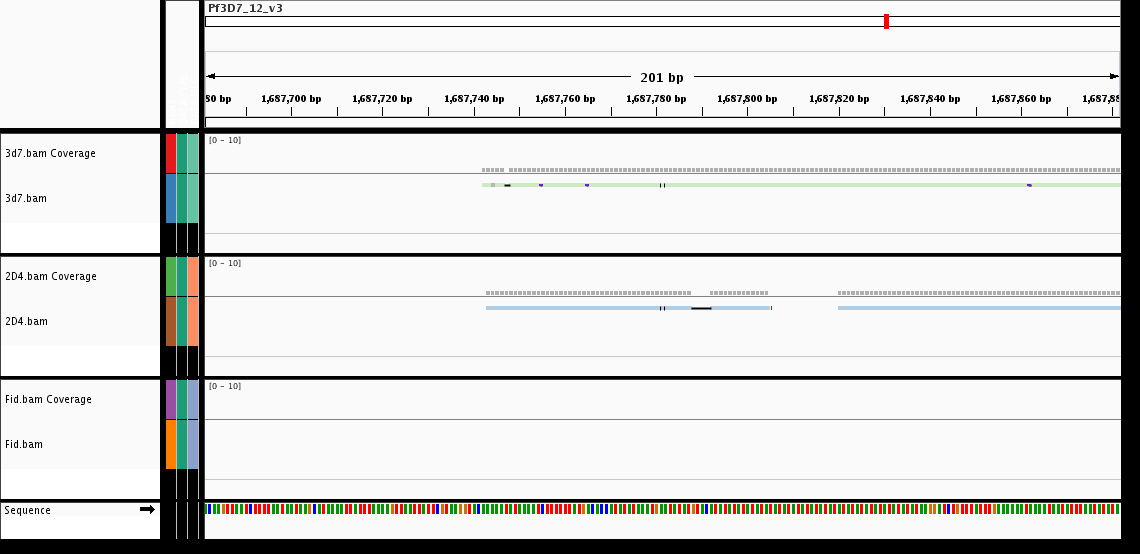 Pf3D7_12_v3
201 bp
80 bp 1,687,700 bp 1,687,720 bp 1,687,740 bp 1,687,760 bp 1,687,780 bp 1,687,800 bp 1,687,820 bp 1,687,840 bp 1,687,860 bp 1,687,88
[0 - 10]
3d7.bam Coverage
3d7.bam
[0 - 10]
2D4.bam Coverage
2D4.bam
[0 - 10]
Fid.bam Coverage
Fid.bam
Sequence